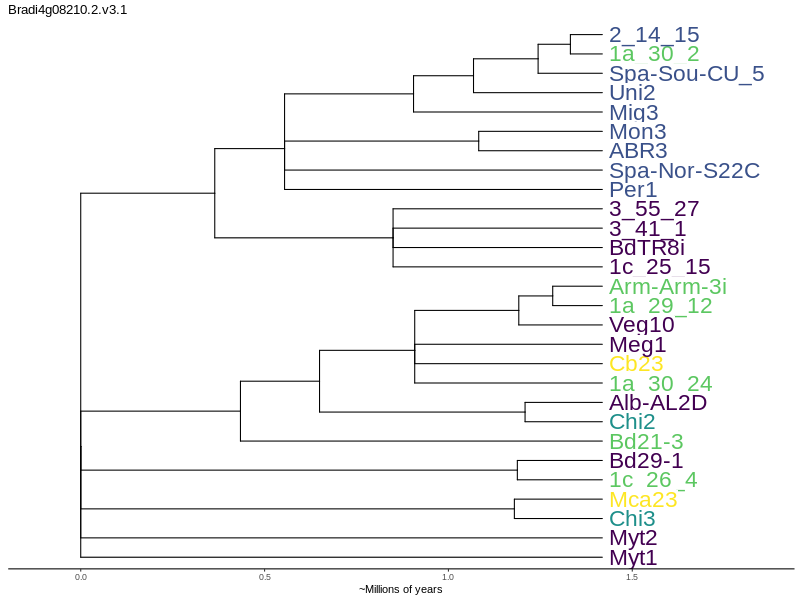 Bradi4g08210.2.v3.1
2_14_15
1a_30_2
Spa-Sou-CU_5
Uni2
Mig3
Mon3
ABR3
Spa-Nor-S22C
Per1
3_55_27
3_41_1
BdTR8i
1c_25_15
Arm-Arm-3i
1a_29_12
Veg10
Meg1
Cb23
1a_30_24
Alb-AL2D
Chi2
Bd21-3
Bd29-1
1c_26_4
Mca23
Chi3
Myt2
Myt1
0.0 0.5 1.0 1.5
~Millions of years